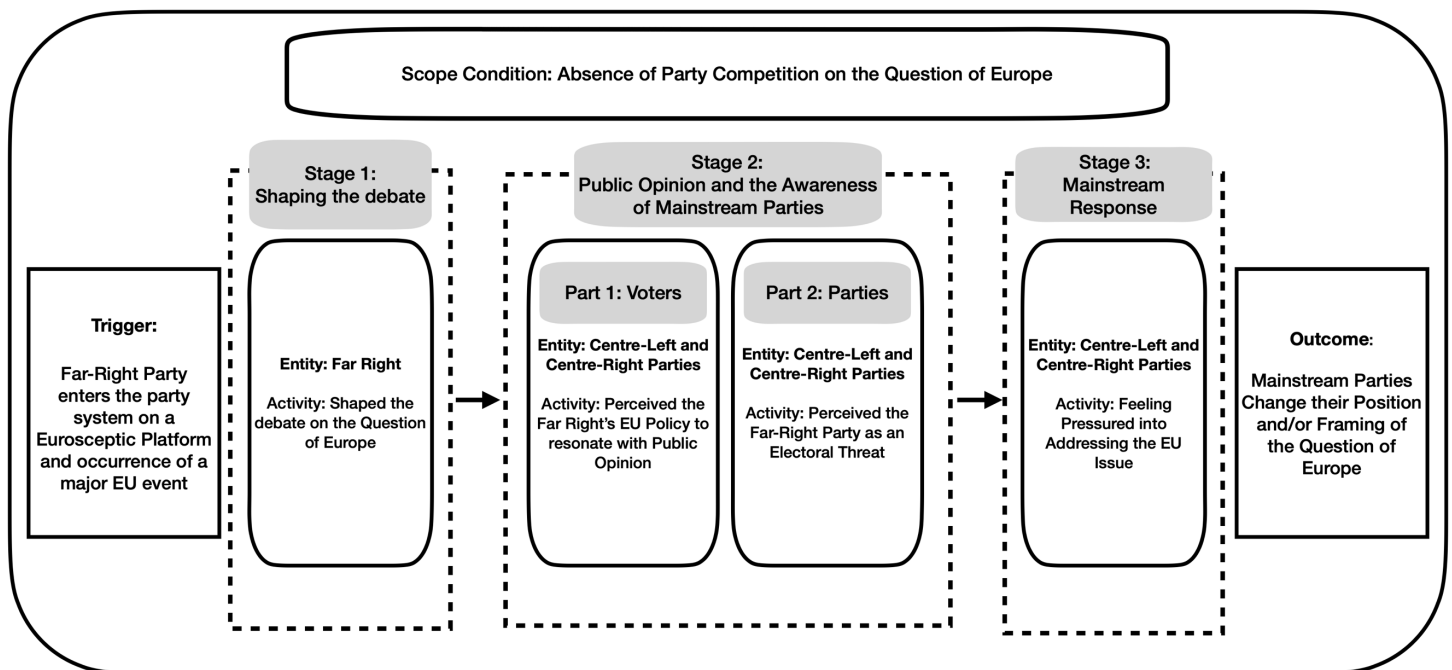 Scope Condition: Absence of Party Competition on the Question of Europe
Trigger:
Far-Right Party
enters the party
system on a
Eurosceptic Platform
and occurrence of a
major EU event
Stage 1:
Shaping the debate
Entity: Far Right
Activity: Shaped the
debate on the Question
of Europe
Stage 2:
Public Opinion and the Awareness
of Mainstream Parties
Part 1: Voters
Entity: Centre-Left and
Centre-Right Parties
Activity: Perceived the
Far Right's EU Policy to
resonate with Public
Opinion
Part 2: Parties
Entity: Centre-Left and
Centre-Right Parties
Activity: Perceived the
Far-Right Party as an
Electoral Threat
Stage 3:
Mainstream
Response
Entity: Centre-Left and
Centre-Right Parties
Activity: Feeling
Pressured into
Addressing the EU
Issue
Outcome:
Mainstream Parties
Change their Position
and/or Framing of
the Question of
Europe